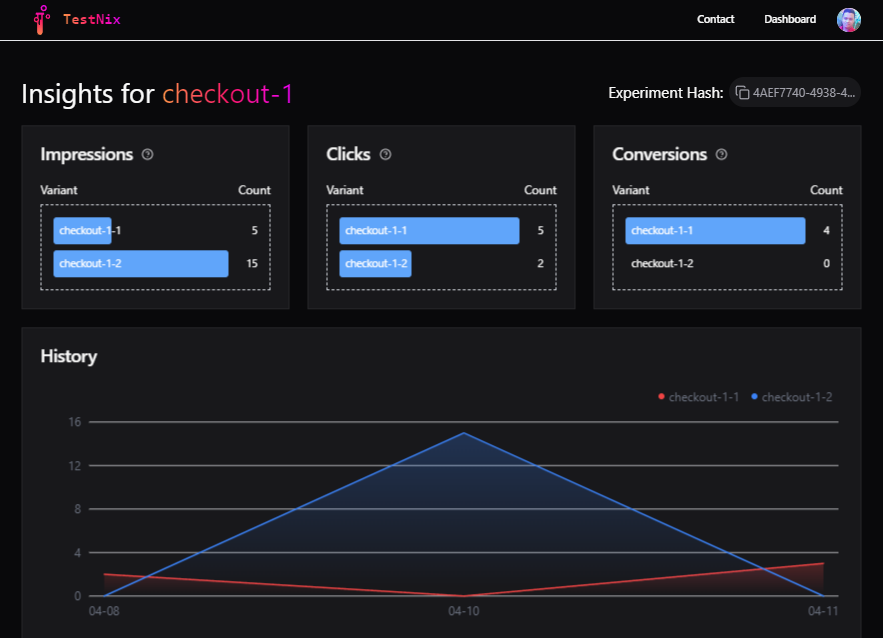 TestNix
Contact Dashboard
Insights for checkout-1
Experiment Hash: 4AEF7740-4938-4...
Impressions
Variant Count
checkout-1-1 5
checkout-1-2 15
Clicks
Variant Count
checkout-1-1 5
checkout-1-2 2
Conversions
Variant Count
checkout-1-1 4
checkout-1-2 0
History
checkout-1-1 checkout-1-2
16
12
8
4
0
04-08 04-10 04-11